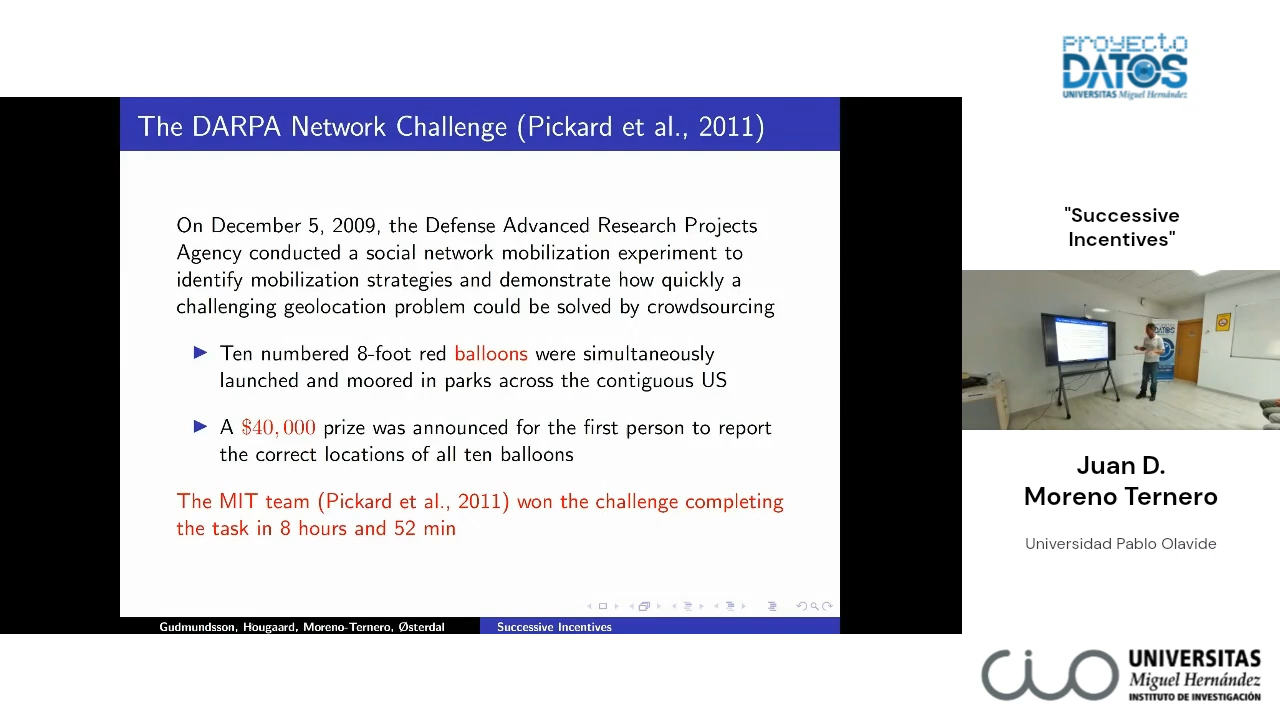 The DARPA Network Challenge (Pickard et al., 2011)
On December 5, 2009, the Defense Advanced Research Projects
Agency conducted a social network mobilization experiment to
identify mobilization strategies and demonstrate how quickly a
challenging geolocation problem could be solved by crowdsourcing
Ten numbered 8-foot red balloons were simultaneously
launched and moored in parks across the contiguous US
A $40,000 prize was announced for the first person to report
the correct locations of all ten balloons
The MIT team (Pickard et al., 2011) won the challenge completing
the task in 8 hours and 52 min
Gudmundsson, Hougaard, Moreno-Ternero, Østerdal
Successive Incentives
PROYECTO
DATOS
UNIVERSITAS Miguel Hernández
"Successive
Incentives"
DATOS
Juan D.
Moreno Ternero
Universidad Pablo Olavide
CIO
UNIVERSITAS
Miguel Hernández
INSTITUTO DE INVESTIGACIÓN